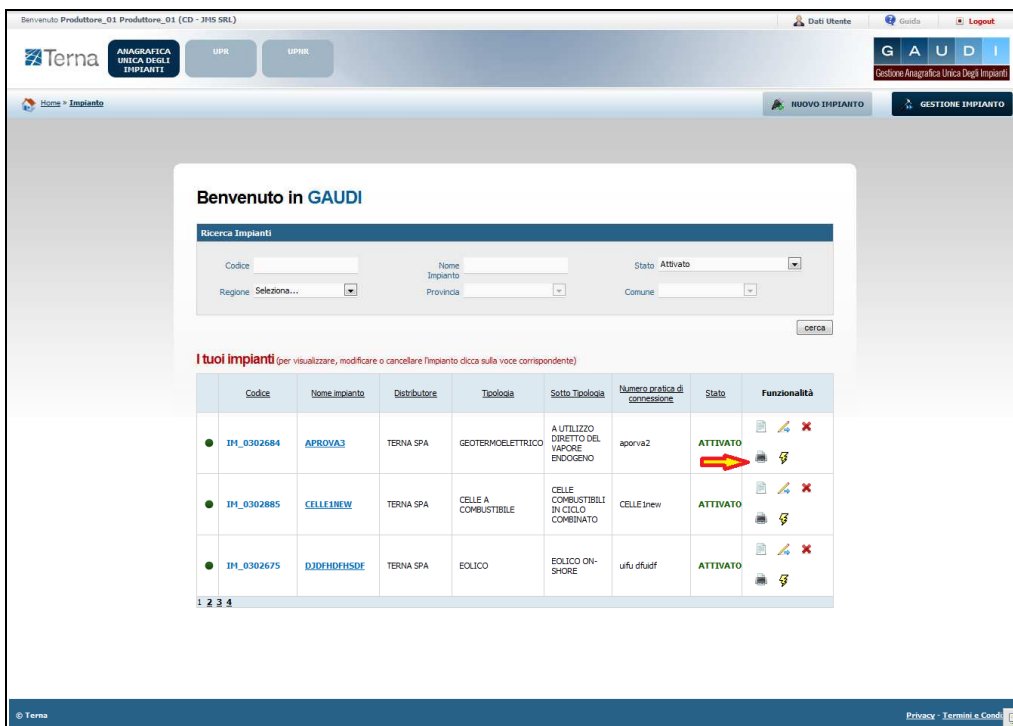 Benvenuto Produttore_01 Produttore_01 (CD - JMS SRL)
Dati Utente
Guida
Logout
Terna
ANAGRAFICA
UNICA DEGLI
IMPIANTI
UPR
UPNR
G A U D I
Gestione Anagrafica Unica Degli Impianti
Home » Impianto
NUOVO IMPIANTO
GESTIONE IMPIANTO
Benvenuto in GAUDI
Ricerca Impianti
Codice
Nome
Impianto
Stato Attivato
Regione Seleziona...
Provincia
Comune
cerca
I tuoi impianti (per visualizzare, modificare o cancellare l'impianto clicca sulla voce corrispondente)
Codice
Nome impianto
Distributore
Tipologia
Sotto Tipologia
Numero pratica di
connessione
Stato
Funzionalità
IM_0302684
APROVA3
TERNA SPA
GEOTERMOELETTRICO
A UTILIZZO
DIRETTO DEL
VAPORE
ENDOGENO
aporva2
ATTIVATO
IM_0302885
CELLE1NEW
TERNA SPA
CELLE A
COMBUSTIBILE
CELLE
COMBUSTIBILI
IN CICLO
COMBINATO
CELLE1new
ATTIVATO
IM_0302675
DJDFHDFHSDF
TERNA SPA
EOLICO
EOLICO ON-
SHORE
uifu dfuidf
ATTIVATO
1 2 3 4
© Terna
Privacy - Termini e Condi